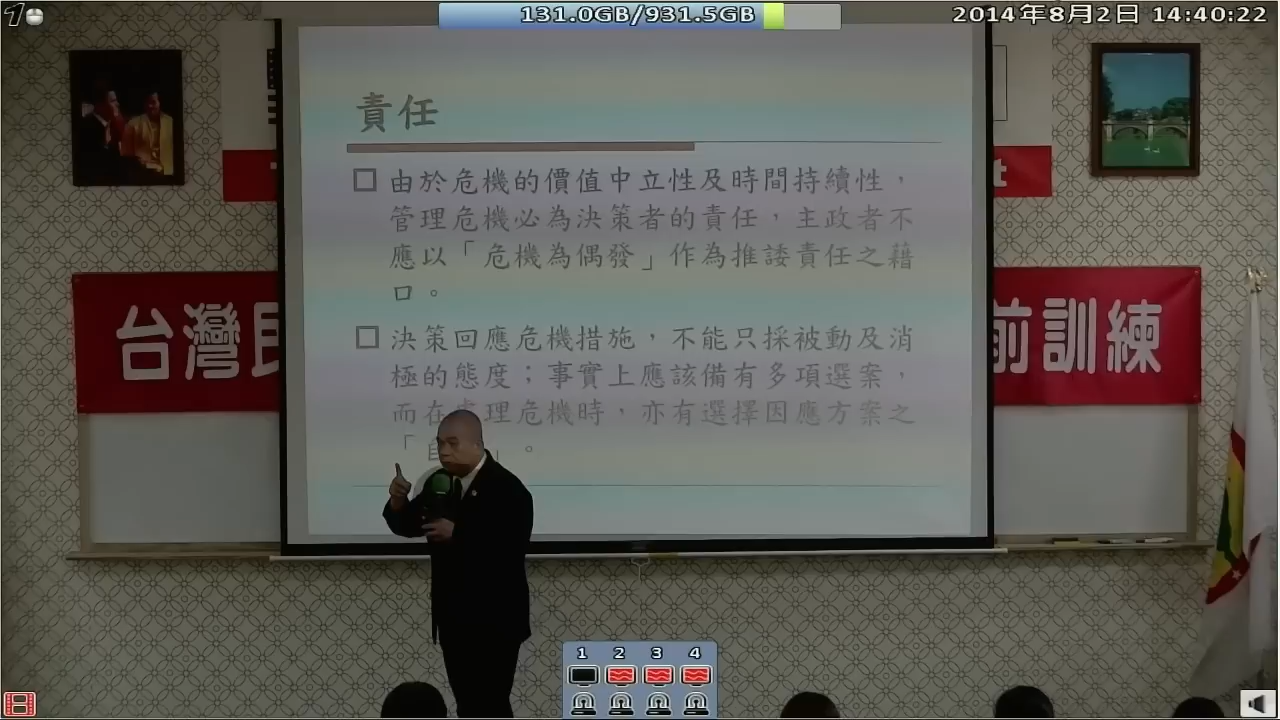 131.0GB/931.5GB
2014年8月2日 14:40:22
責任
由於危機的價值中立性及時間持續性，
管理危機必為決策者的責任，主政者不
應以「危機為偶發」作為推諉責任之藉
口。
決策回應危機措施，不能只採被動及消
極的態度；事實上應該備有多項選案，
而在處理危機時，亦有選擇因應方案之
「自 」。
台灣民
前訓練
t
1 2 3 4